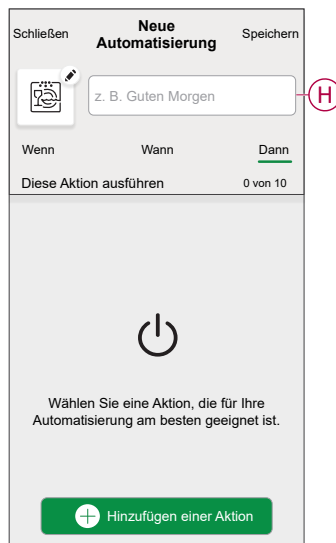 Schließen
Neue
Automatisierung
Speichern
z. B. Guten Morgen
H
Wenn
Wann
Dann
Diese Aktion ausführen
0 von 10
Wählen Sie eine Aktion, die für Ihre
Automatisierung am besten geeignet ist.
Hinzufügen einer Aktion